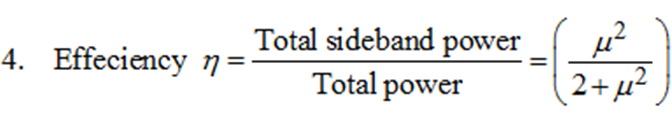 4. Effeciency η = Total sideband power / Total power = (μ² / 2+μ²)